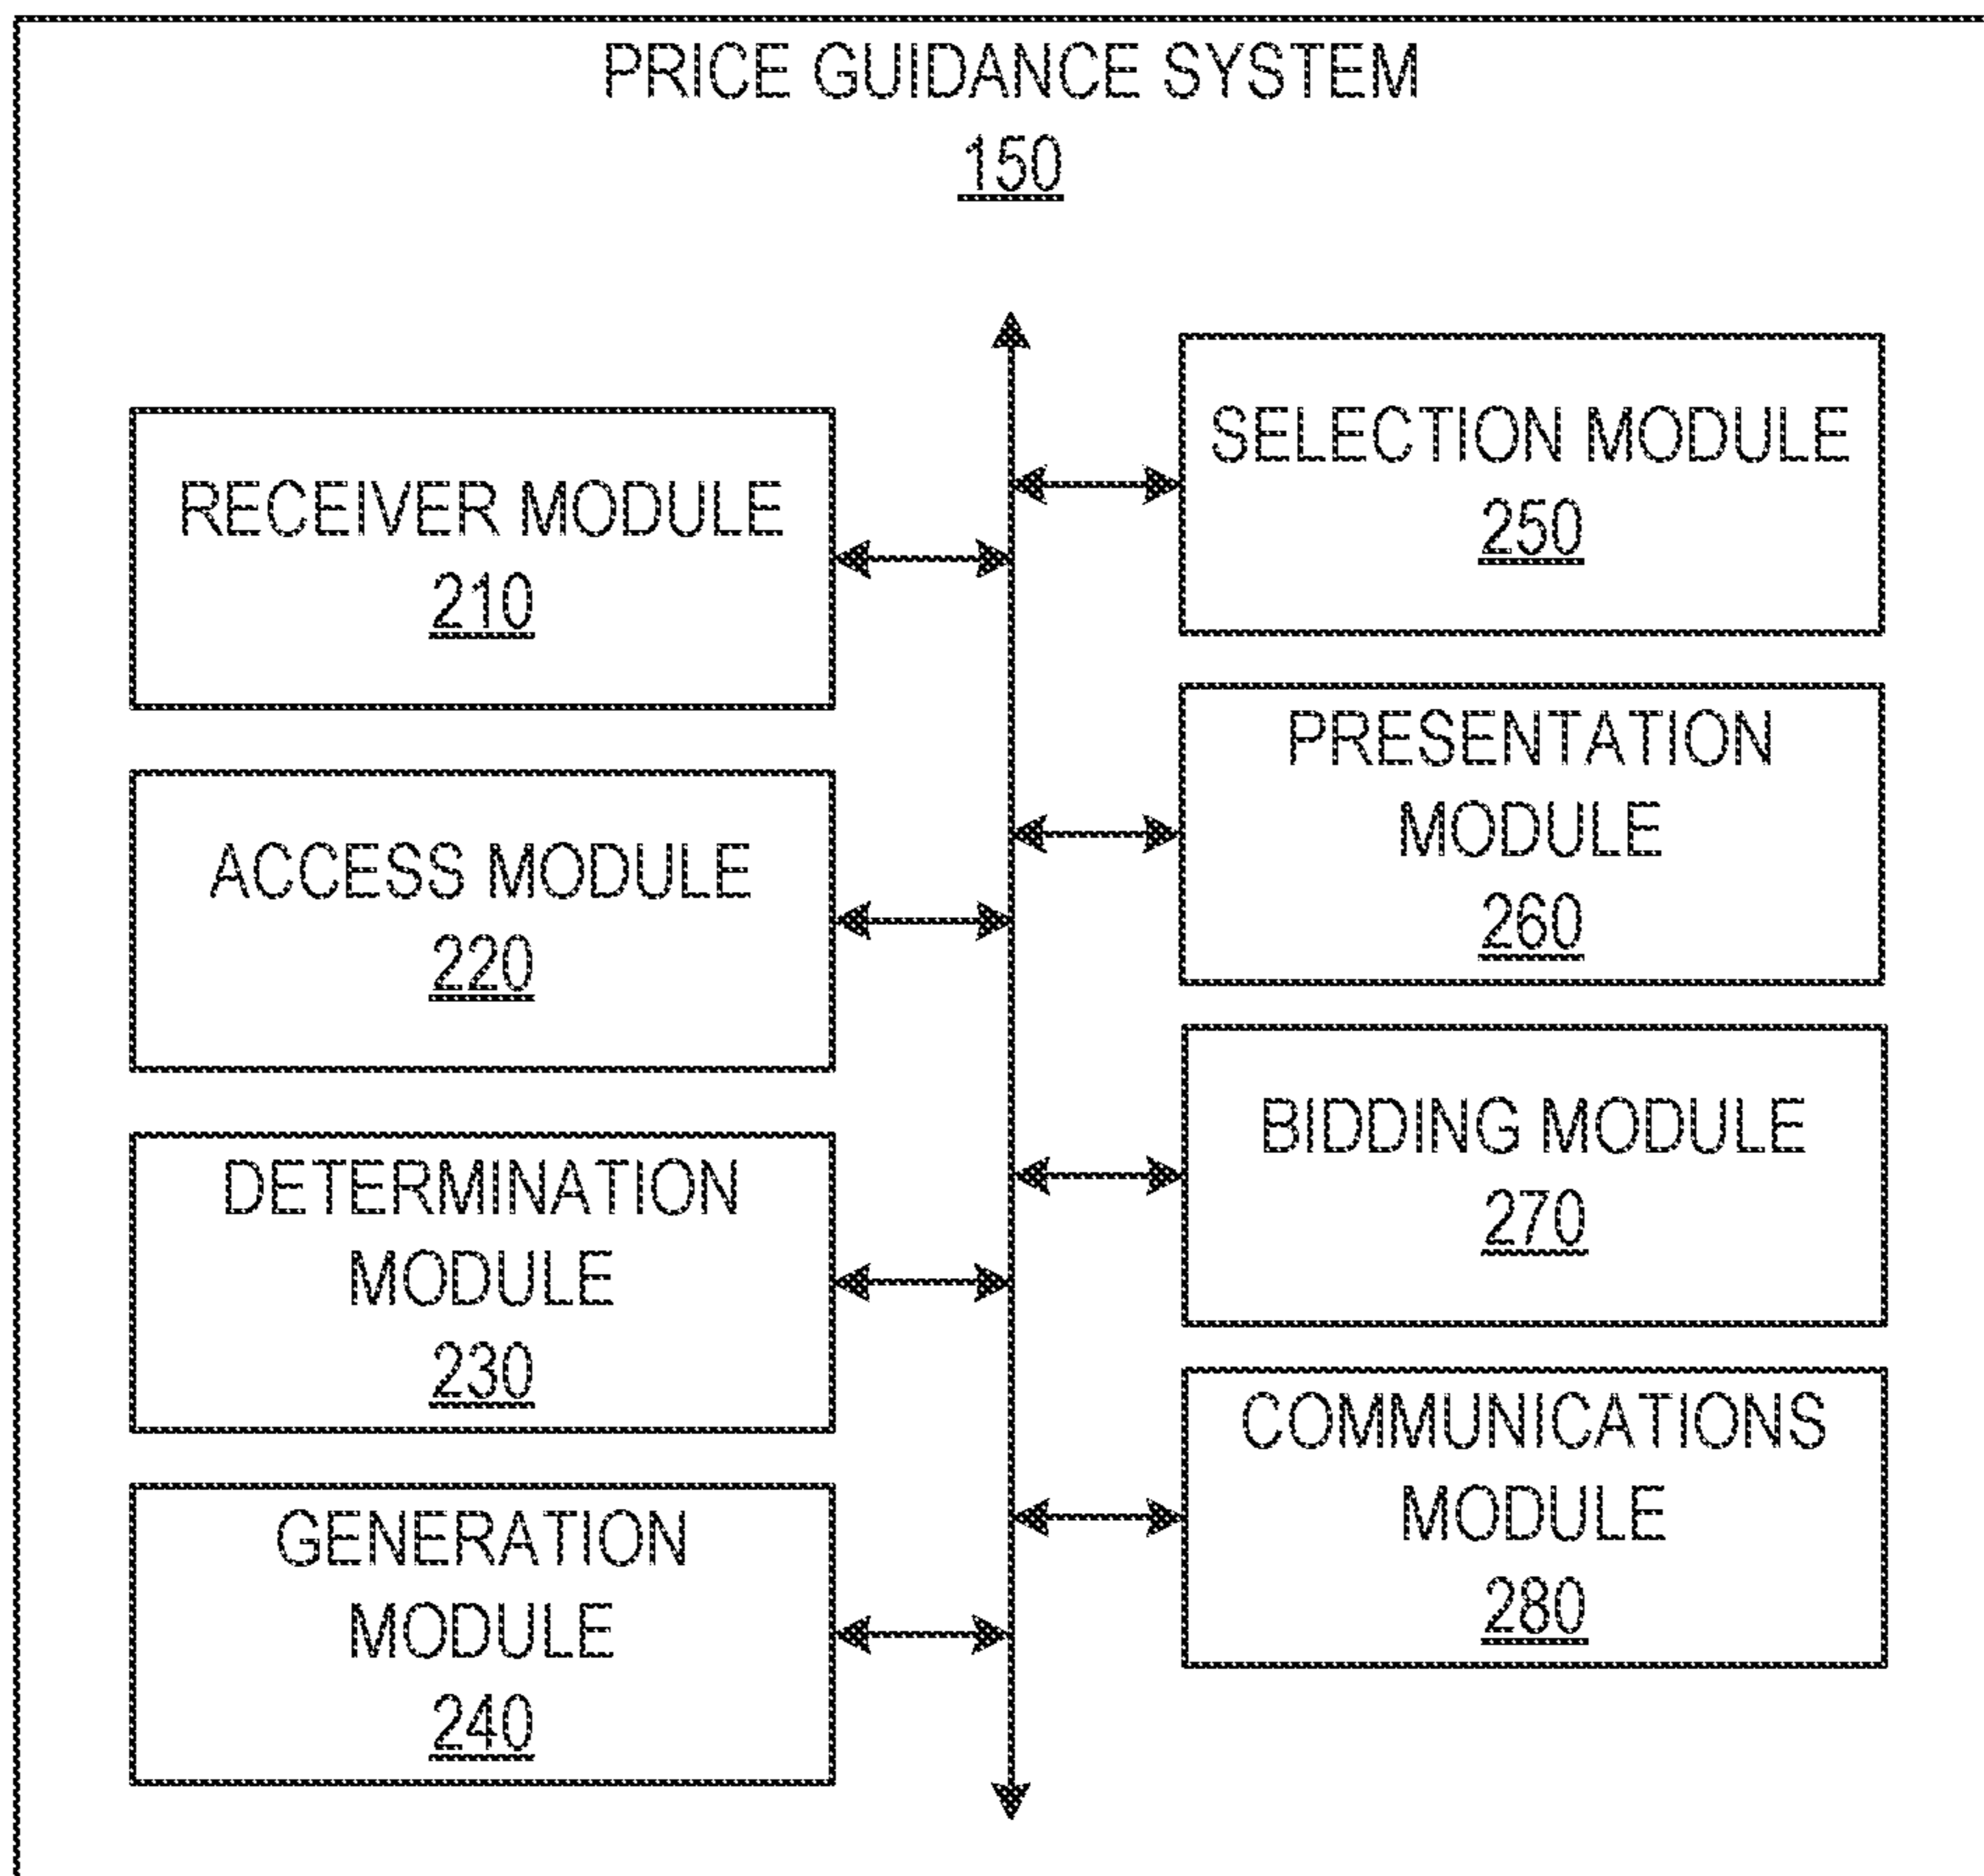 PRICE GUIDANCE SYSTEM
150
RECEIVER MODULE
210
ACCESS MODULE
220
DETERMINATION
MODULE
230
GENERATION
MODULE
240
SELECTION MODULE
250
PRESENTATION
MODULE
260
BIDDING MODULE
270
COMMUNICATIONS
MODULE
280